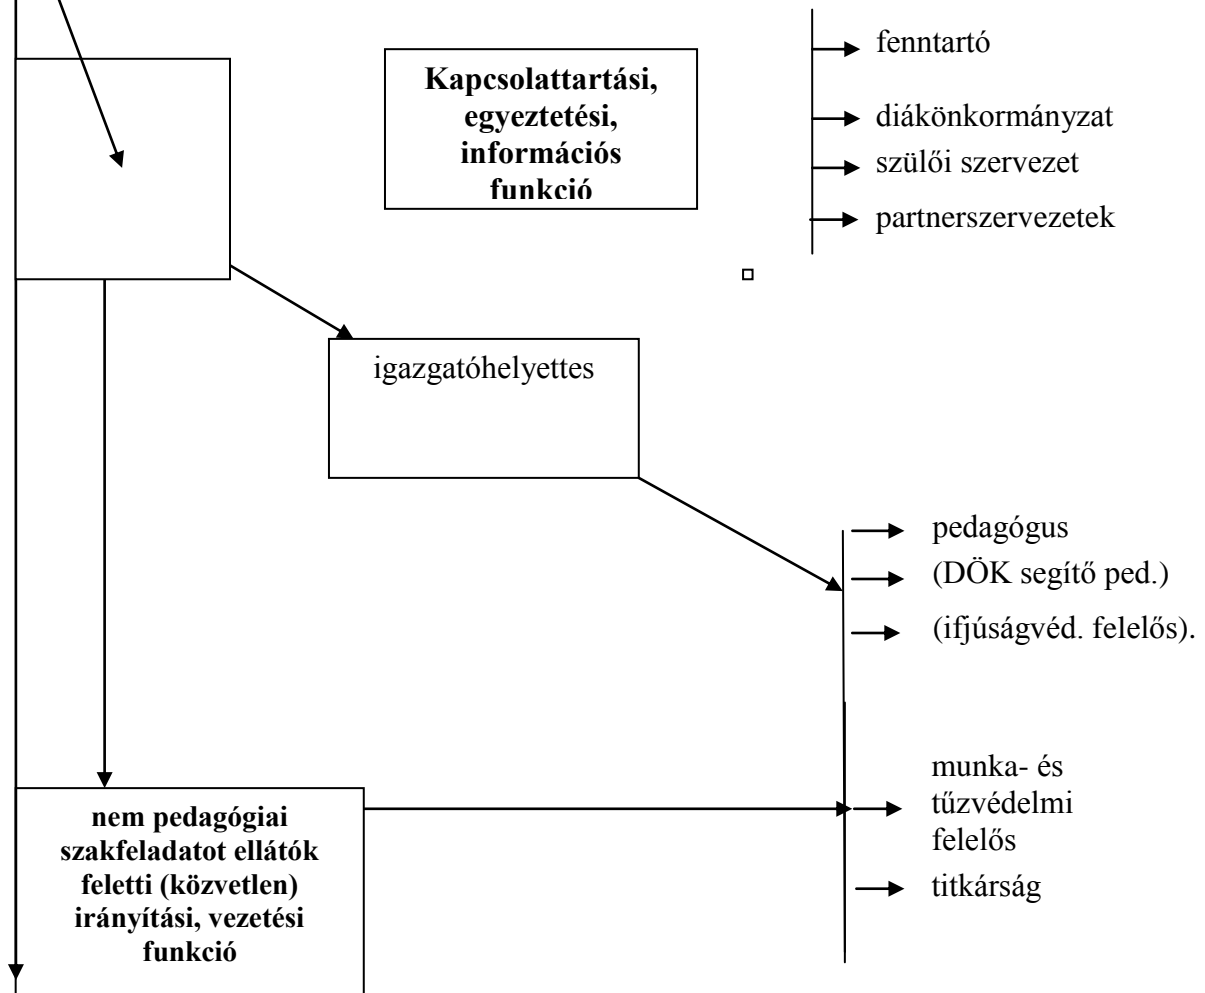 Kapcsolattartási,
egyeztetési,
információs
funkció
fenntartó
diákönkormányzat
szülői szervezet
partnerszervezetek
igazgatóhelyettes
pedagógus
(DÖK segítő ped.)
(ifjúságvéd. felelős).
nem pedagógiai
szakfeladatot ellátók
feletti (közvetlen)
irányítási, vezetési
funkció
munka- és
tűzvédelmi
felelős
titkárság